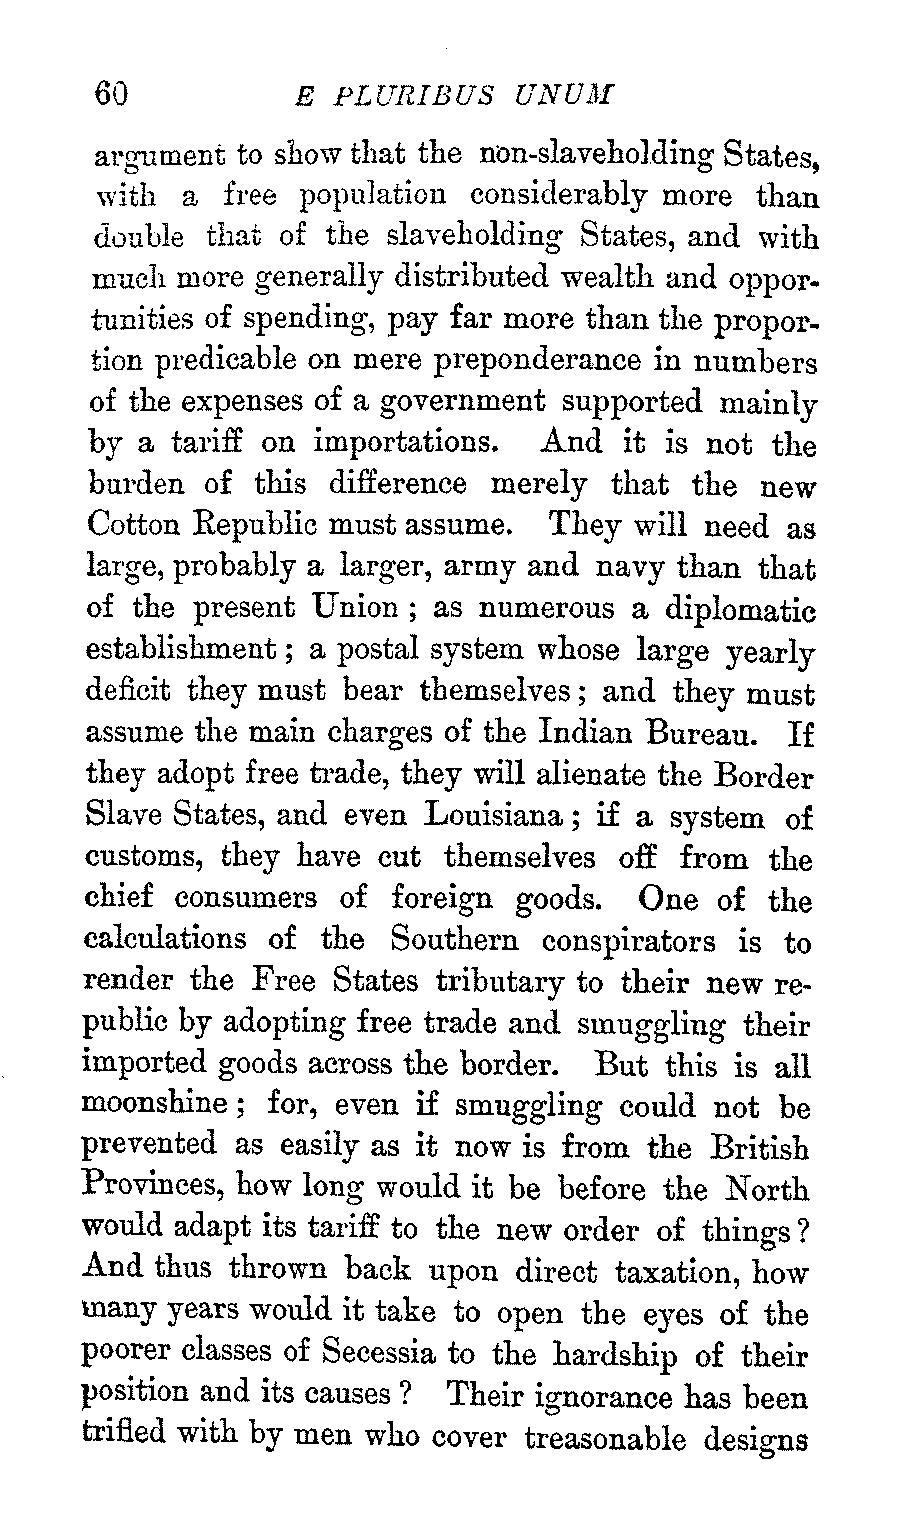 60 E PLURIBUS UNUM
argument to show that the non-slaveholding States,
with a free population considerably more than
double that of the slaveholding States, and with
much more generally distributed wealth and oppor-
tunities of spending, pay far more than the propor-
tion predicable on mere preponderance in numbers
of the expenses of a government supported mainly
by a tariff on importations. And it is not the
burden of this difference merely that the new
Cotton Republic must assume. They will need as
large, probably a larger, army and navy than that
of the present Union ; as numerous a diplomatic
establishment ; a postal system whose large yearly
deficit they must bear themselves ; and they must
assume the main charges of the Indian Bureau. If
they adopt free trade, they will alienate the Border
Slave States, and even Louisiana ; if a system of
customs, they have cut themselves off from the
chief consumers of foreign goods. One of the
calculations of the Southern conspirators is to
render the Free States tributary to their new re-
public by adopting free trade and smuggling their
imported goods across the border. But this is all
moonshine ; for, even if smuggling could not be
prevented as easily as it now is from the British
Provinces, how long would it be before the North
would adapt its tariff to the new order of things ?
And thus thrown back upon direct taxation, how
many years would it take to open the eyes of the
poorer classes of Secessia to the hardship of their
position and its causes ? Their ignorance has been
trifled with by men who cover treasonable designs